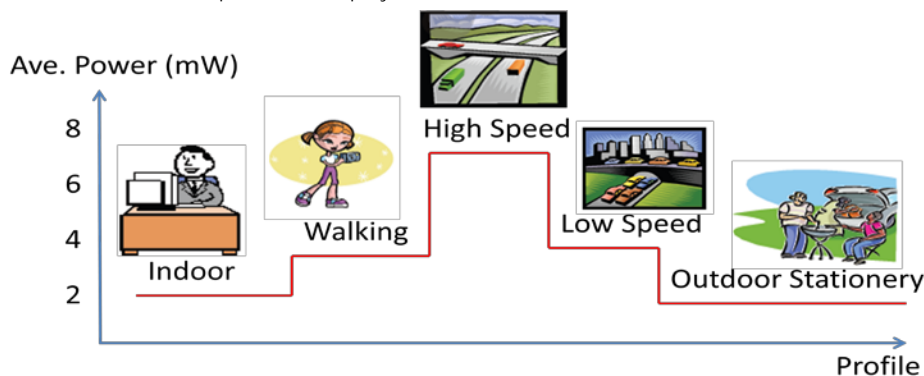 Ave. Power (mW)
8
6
4
2
High Speed
Walking
Low Speed
Indoor
Outdoor Stationery
Profile